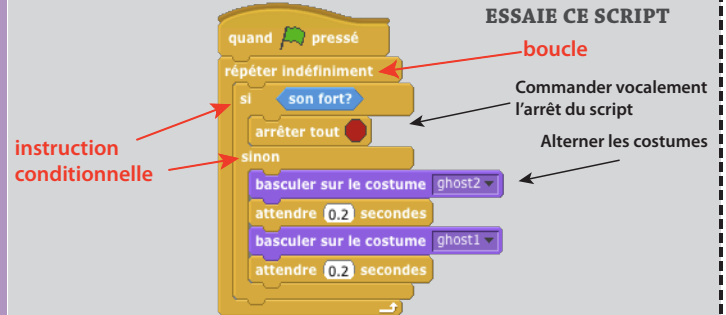 ESSAIE CE SCRIPT
quand pressé
boucle
répéter indéfiniment
si son fort?
Commander vocalement
l'arrêt du script
arrêter tout
Alterner les costumes
instruction
conditionnelle
sinon
basculer sur le costume ghost2
attendre 0.2 secondes
basculer sur le costume ghost1
attendre 0.2 secondes